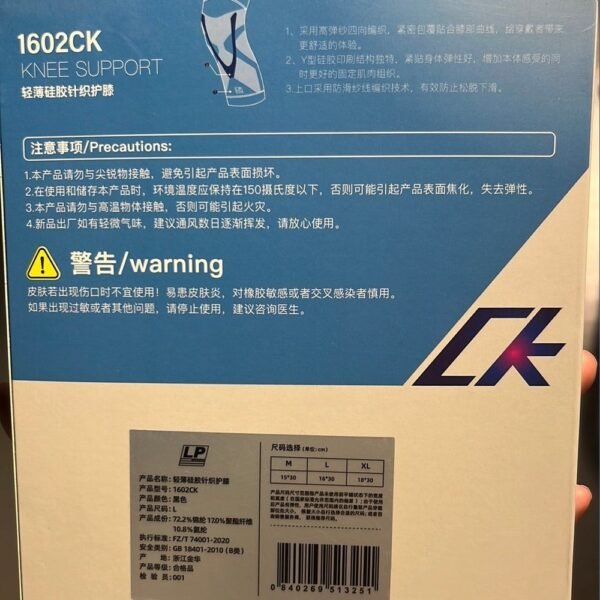 1602CK
KNEE SUPPORT
轻薄硅胶针织护膝
1、采用高弹纱四向编织，紧密包覆贴合膝部曲线，给穿戴者带来
更舒适的体验。
2、Y型硅胶印刷结构独特，紧贴身体弹性好，增加本体感受的同
时更好的固定肌肉组织。
3、上口采用防滑纱线编织技术，有效防止松脱下滑。
注意事项/Precautions:
1.本产品请勿与尖锐物接触，避免引起产品表面损坏。
2.在使用和储存本产品时，环境温度应保持在150摄氏度以下，否则可能引起产品表面焦化，失去弹性。
3.本产品请勿与高温物体接触，否则可能引起火灾。
4.新品出厂如有轻微气味，建议通风数日逐渐挥发，请放心使用。
警告/warning
皮肤若出现伤口时不宜使用！易患皮肤炎，对橡胶敏感或者交叉感染者慎用。
如果出现过敏或者其他问题，请停止使用，建议咨询医生。
CK
LP
产品名称: 轻薄硅胶针织护膝
产品型号: 1602CK
产品颜色: 黑色
产品尺码: L
产品成份: 72.2%锦纶 17.0%聚酯纤维
10.8%氨纶
执行标准: FZ/T 74001-2020
安全类别: GB 18401-2010 (B类)
产 地: 浙江金华
产品等级: 合格品
检 验 员: 001
尺码选择 (单位: cm)
M L XL
15*30 16*30 18*30
0 840269 513251